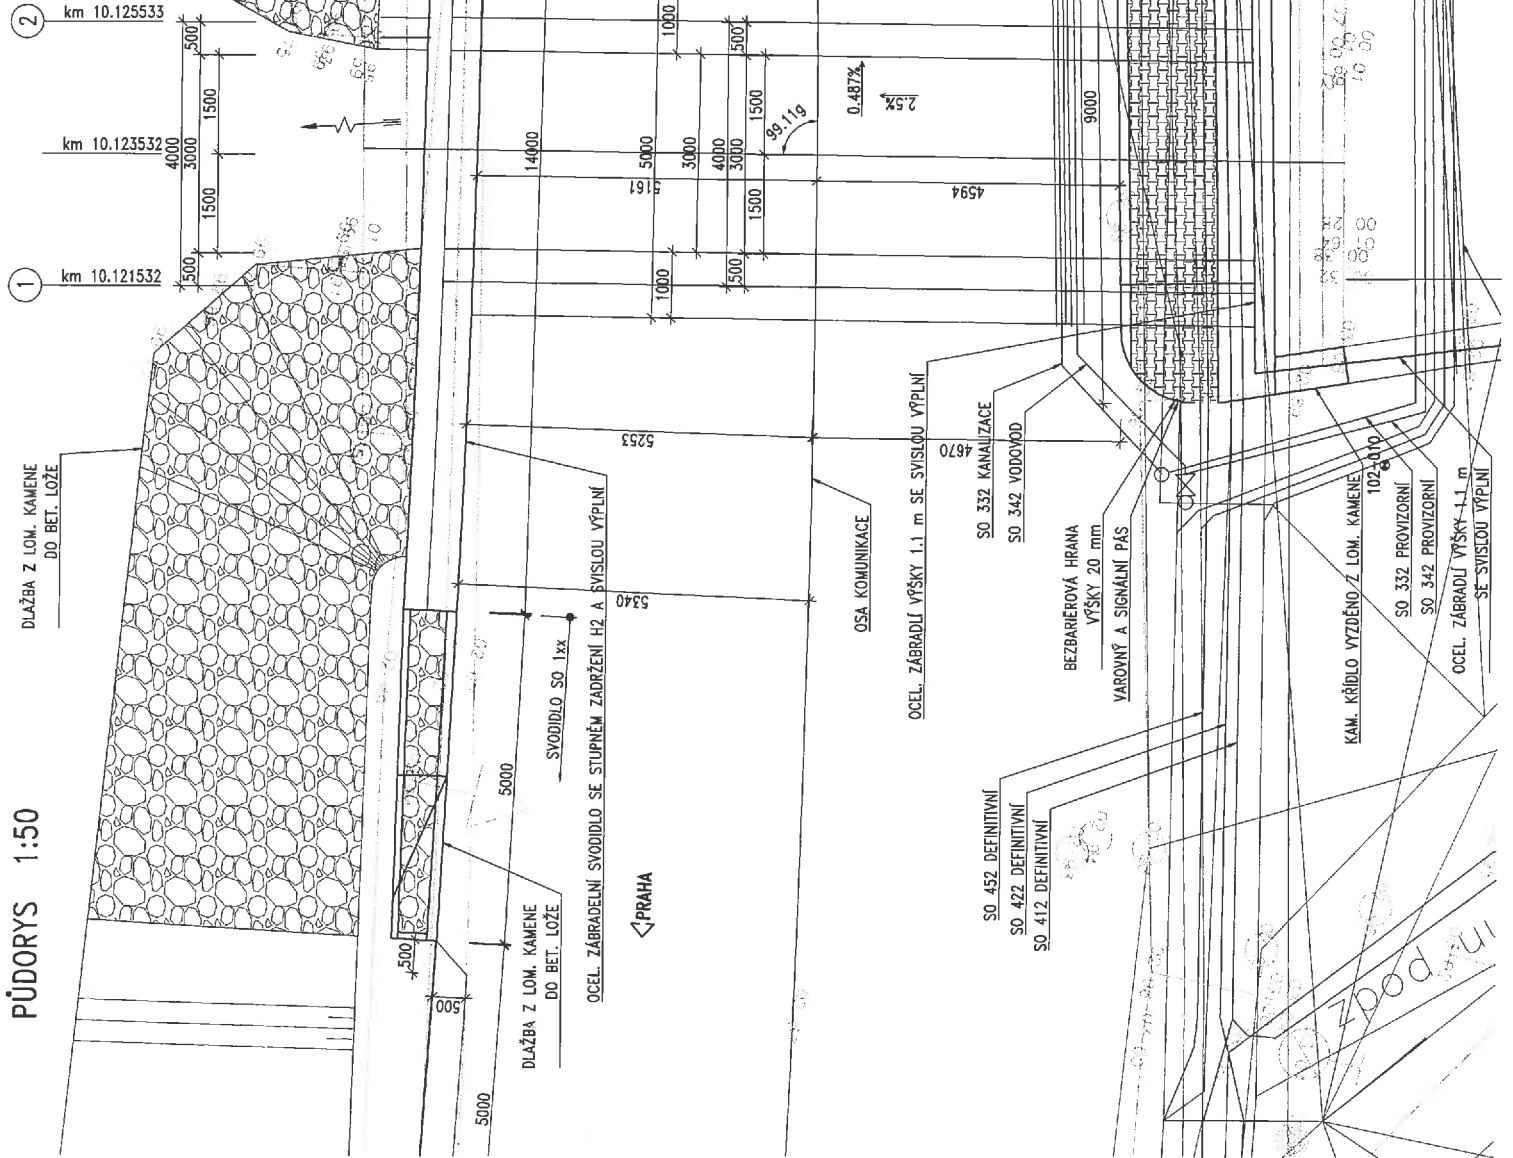 PŮDORYS 1:50
1
2
km 10.121532
km 10.123532
km 10.125533
500
1500
1500
500
3000
4000
DLAŽBA Z LOM. KAMENE
DO BET. LOŽE
14000
5161
5000
1000
1000
3000
4000
3000
500
1500
1500
500
99.11g
0.487%
2.5%
9000
4594
5253
4670
5340
OSA KOMUNIKACE
OCEL. ZÁBRADELNÍ SVODIDLO SE STUPNĚM ZADRŽENÍ H2 A SVISLOU VÝPLNÍ
SVODIDLO SO 1xx
5000
500
500
5000
DLAŽBA Z LOM. KAMENE
DO BET. LOŽE
PRAHA
OCEL. ZÁBRADLÍ VÝŠKY 1.1 m SE SVISLOU VÝPLNÍ
SO 332 KANALIZACE
SO 342 VODOVOD
BEZBARIÉROVÁ HRANA
VÝŠKY 20 mm
VAROVNÝ A SIGNÁLNÍ PÁS
SO 452 DEFINITIVNÍ
SO 422 DEFINITIVNÍ
SO 412 DEFINITIVNÍ
KAM. KŘÍDLO VYZDĚNO Z LOM. KAMENE
102-010
SO 332 PROVIZORNÍ
SO 342 PROVIZORNÍ
OCEL. ZÁBRADLÍ VÝŠKY 1.1 m
SE SVISLOU VÝPLNÍ
zpod